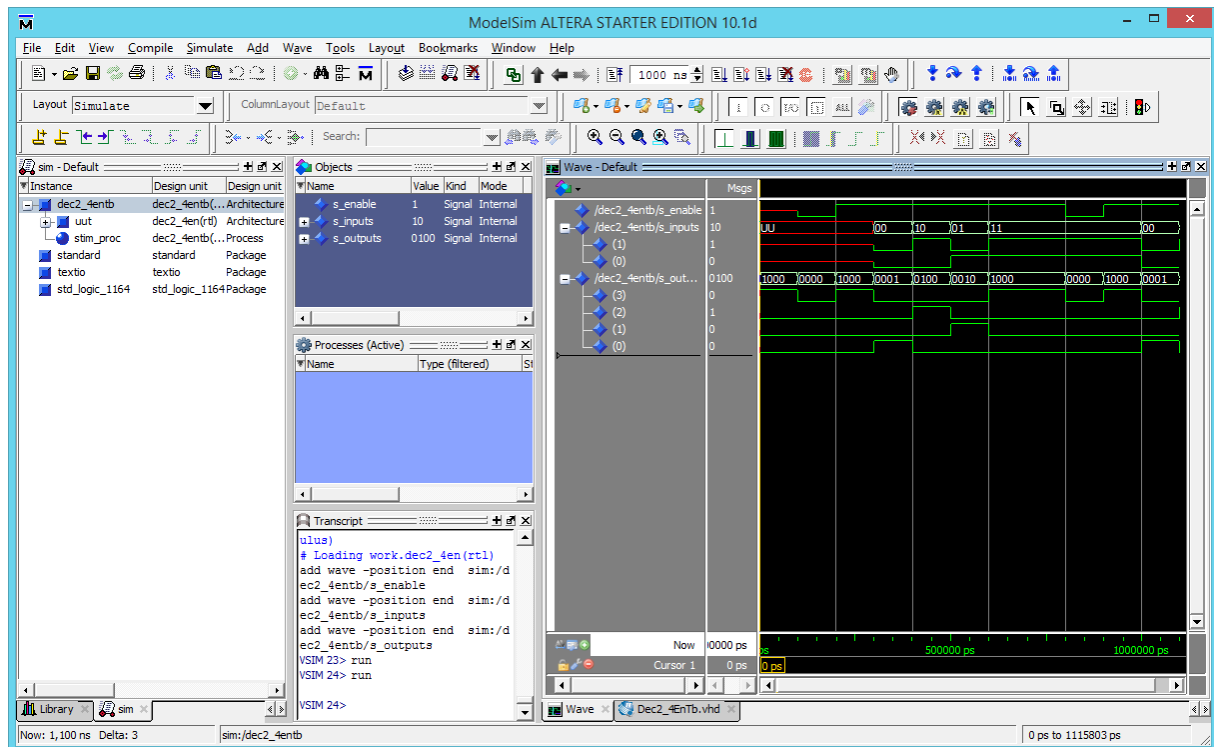 ModelSim ALTERA STARTER EDITION 10.1d
File Edit View Compile Simulate Add Wave Tools Layout Bookmarks Window Help
1000 ns
Layout Simulate
ColumnLayout Default
ALL
Search:
sim - Default
Instance Design unit Design unit
dec2_4entb dec2_4entb(... Architecture
uut dec2_4en(rtl) Architecture
stim_proc dec2_4entb(... Process
standard standard Package
textio textio Package
std_logic_1164 std_logic_1164 Package
Objects
Name Value Kind Mode
s_enable 1 Signal Internal
s_inputs 10 Signal Internal
s_outputs 0100 Signal Internal
Processes (Active)
Name Type (filtered) St
Transcript
ulus)
# Loading work.dec2_4en(rtl)
add wave -position end sim:/d
ec2_4entb/s_enable
add wave -position end sim:/d
ec2_4entb/s_inputs
add wave -position end sim:/d
ec2_4entb/s_outputs
VSIM 23> run
VSIM 24> run
VSIM 24>
Wave - Default
Msgs
/dec2_4entb/s_enable 1
/dec2_4entb/s_inputs 10 UU 00 10 01 11 00
(1) 1
(0) 0
/dec2_4entb/s_out... 0100 1000 0000 1000 0001 0100 0010 1000 0000 1000 0001
(3) 0
(2) 1
(1) 0
(0) 0
Now 0000 ps ps 500000 ps 1000000 ps
Cursor 1 0 ps 0 ps
Library sim
Wave Dec2_4EnTb.vhd
Now: 1,100 ns Delta: 3 sim:/dec2_4entb 0 ps to 1115803 ps